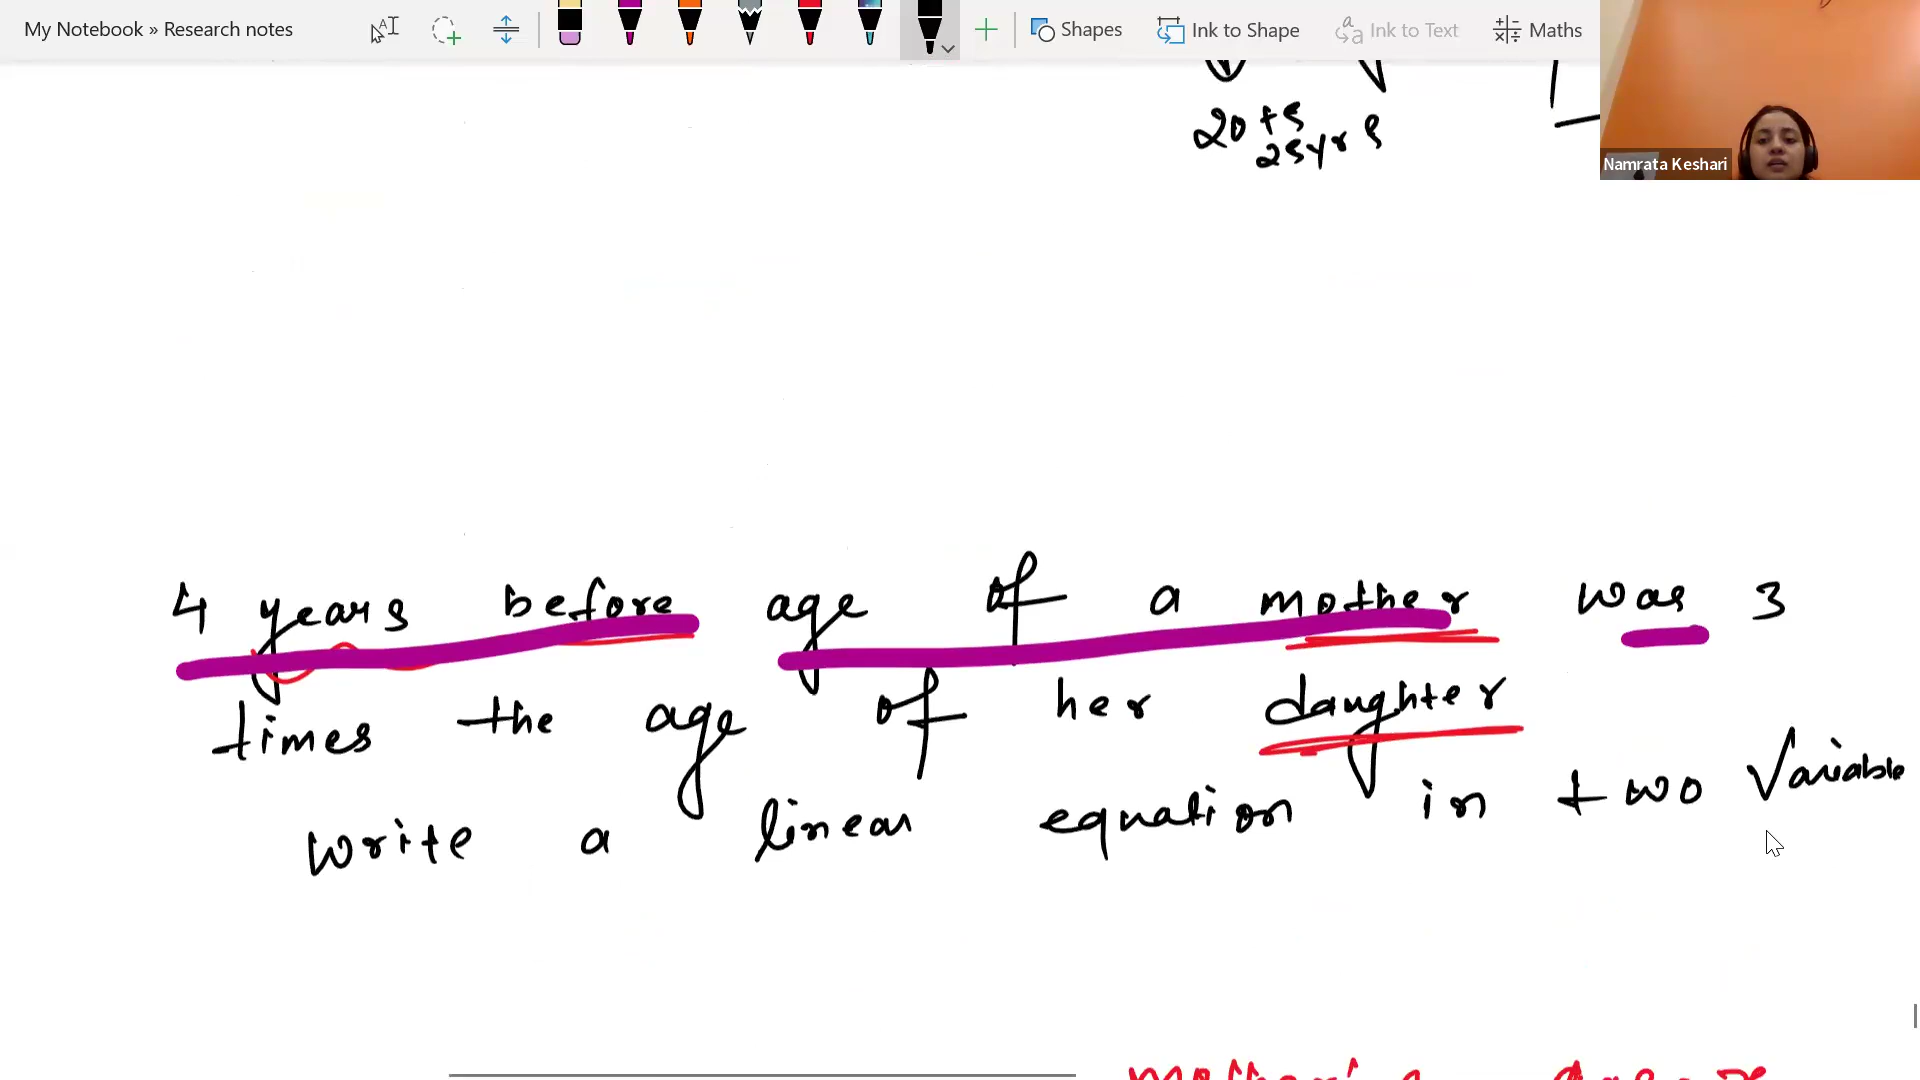 My Notebook » Research notes
Shapes
Ink to Shape
Ink to Text
Maths
Namrata Keshari
20 +5
25yrs
4 years before age of a mother was 3
times the age of her daughter
write a linear equation in two Variable